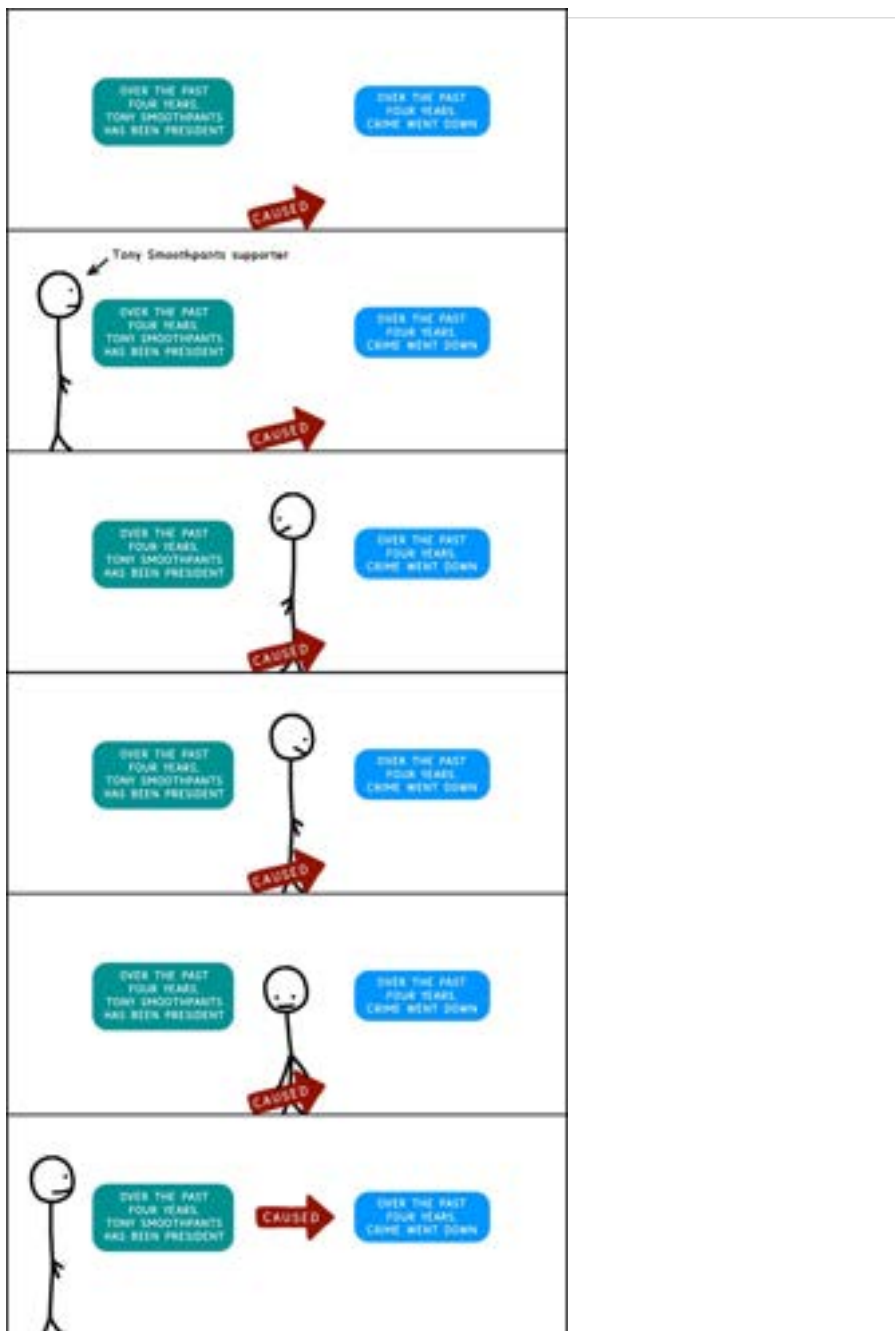 OVER THE PAST
FOUR YEARS,
TONY SMOOTHPANTS
HAS BEEN PRESIDENT
OVER THE PAST
FOUR YEARS,
CRIME WENT DOWN
CAUSED
Tony Smoothpants supporter
OVER THE PAST
FOUR YEARS,
TONY SMOOTHPANTS
HAS BEEN PRESIDENT
OVER THE PAST
FOUR YEARS,
CRIME WENT DOWN
CAUSED
OVER THE PAST
FOUR YEARS,
TONY SMOOTHPANTS
HAS BEEN PRESIDENT
OVER THE PAST
FOUR YEARS,
CRIME WENT DOWN
CAUSED
OVER THE PAST
FOUR YEARS,
TONY SMOOTHPANTS
HAS BEEN PRESIDENT
OVER THE PAST
FOUR YEARS,
CRIME WENT DOWN
CAUSED
OVER THE PAST
FOUR YEARS,
TONY SMOOTHPANTS
HAS BEEN PRESIDENT
OVER THE PAST
FOUR YEARS,
CRIME WENT DOWN
CAUSED
OVER THE PAST
FOUR YEARS,
TONY SMOOTHPANTS
HAS BEEN PRESIDENT
CAUSED
OVER THE PAST
FOUR YEARS,
CRIME WENT DOWN